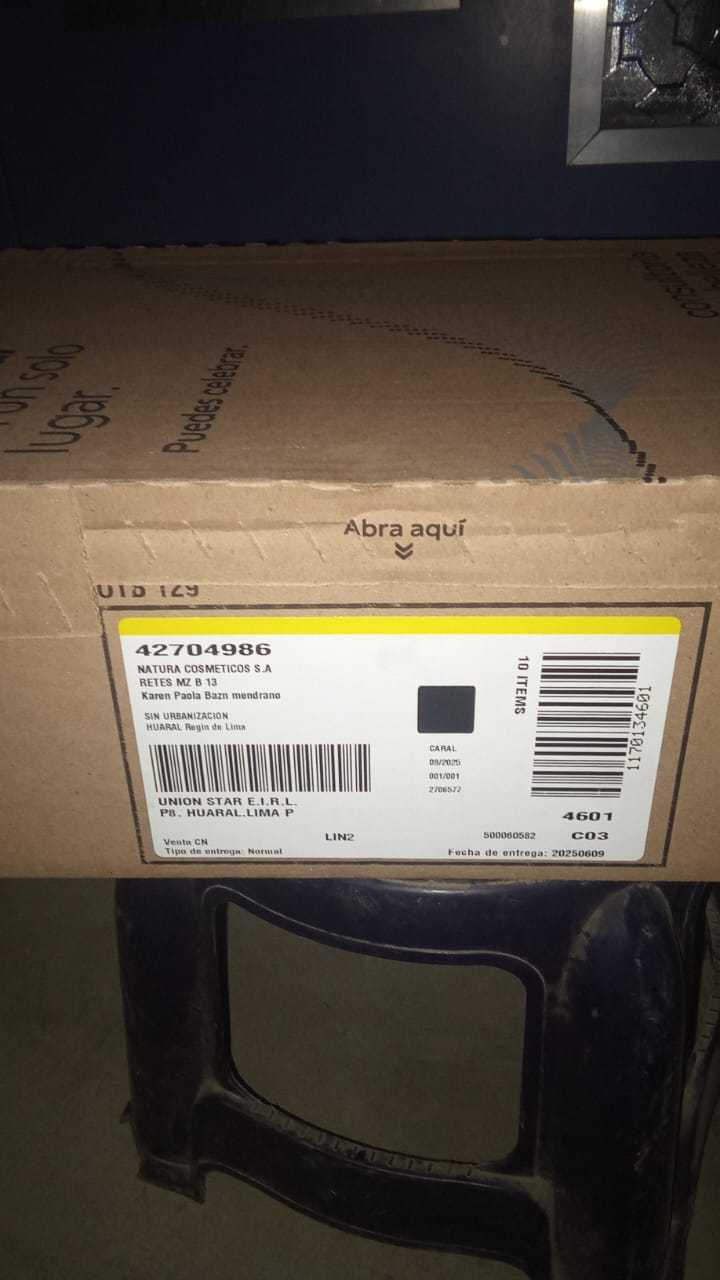 un solo
lugar.
Puedes celebrar.
Abra aquí
42704986
NATURA COSMETICOS S.A
RETES MZ B 13
Karen Paola Bazn mendrano
SIN URBANIZACION
HUARAL Regin de Lima
UNION STAR E.I.R.L.
P8. HUARAL.LIMA P
Venta CN
Tipo de entrega: Normal
LIN2
CARAL
09/2025
001/001
2706577
10 ITEMS
1170134601
4601
500060582
C03
Fecha de entrega: 20250609